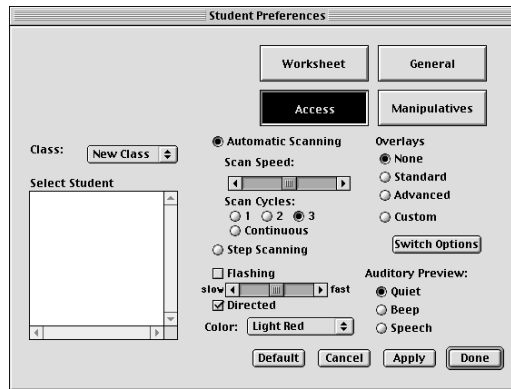 Student Preferences
Worksheet
General
Access
Manipulatives
Class:
New Class
Select Student
Automatic Scanning
Scan Speed:
Scan Cycles:
1 2 3
Continuous
Step Scanning
Flashing
slow fast
Directed
Color: Light Red
Overlays
None
Standard
Advanced
Custom
Switch Options
Auditory Preview:
Quiet
Beep
Speech
Default Cancel Apply Done